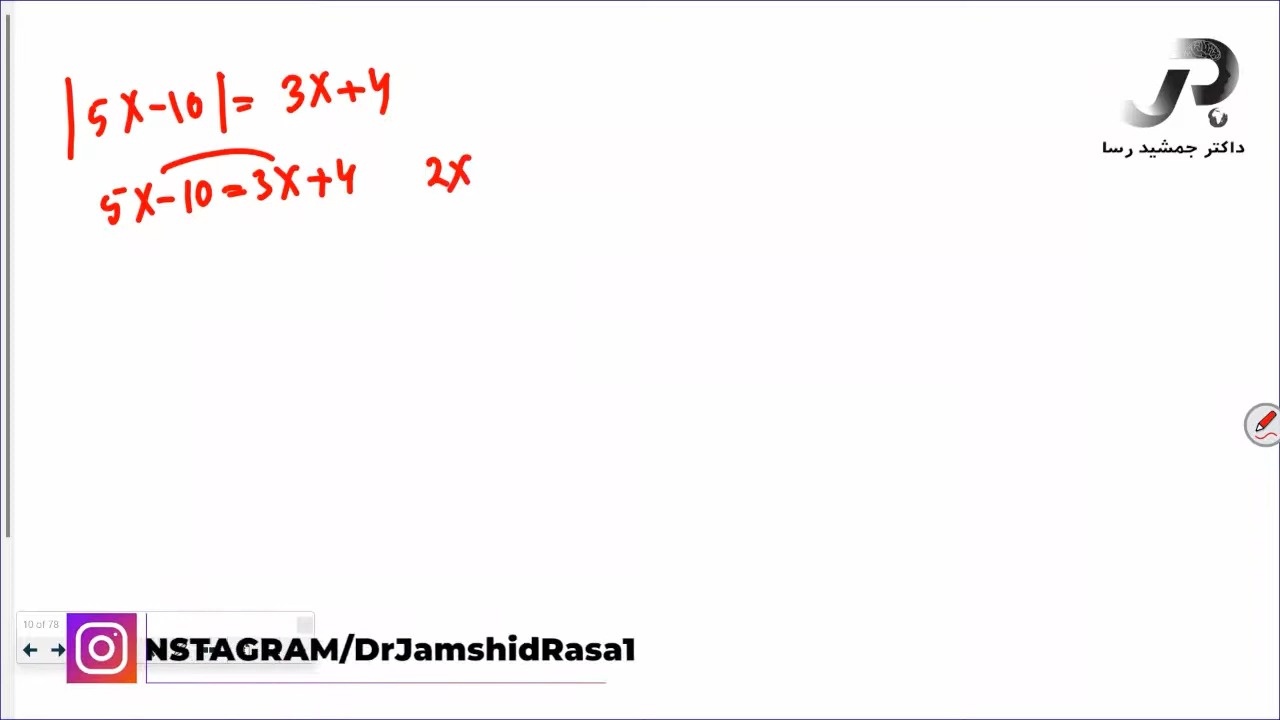 |5x-10| = 3x+4
5x-10=3x+4 2x
داکتر جمشید رسا
10 of 78
NSTAGRAM/DrJamshidRasa1